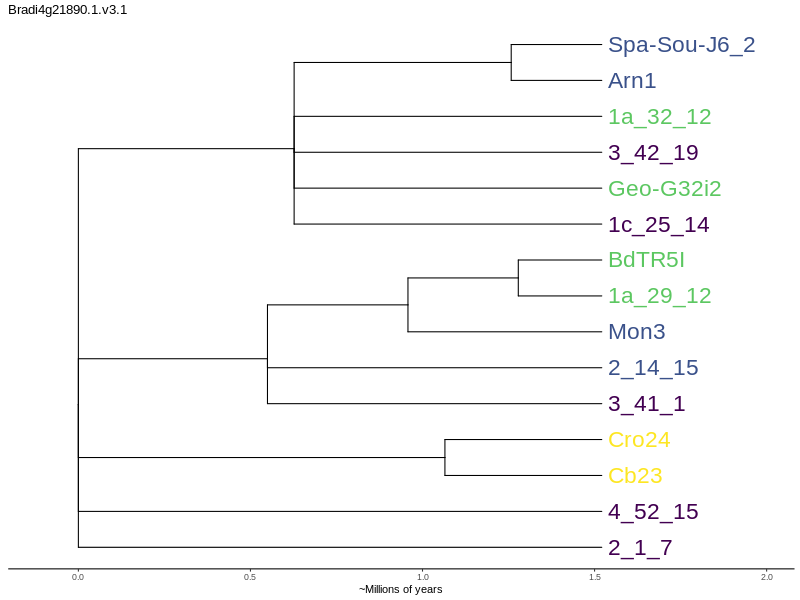 Bradi4g21890.1.v3.1
Spa-Sou-J6_2
Arn1
1a_32_12
3_42_19
Geo-G32i2
1c_25_14
BdTR5I
1a_29_12
Mon3
2_14_15
3_41_1
Cro24
Cb23
4_52_15
2_1_7
0.0 0.5 1.0 1.5 2.0
~Millions of years